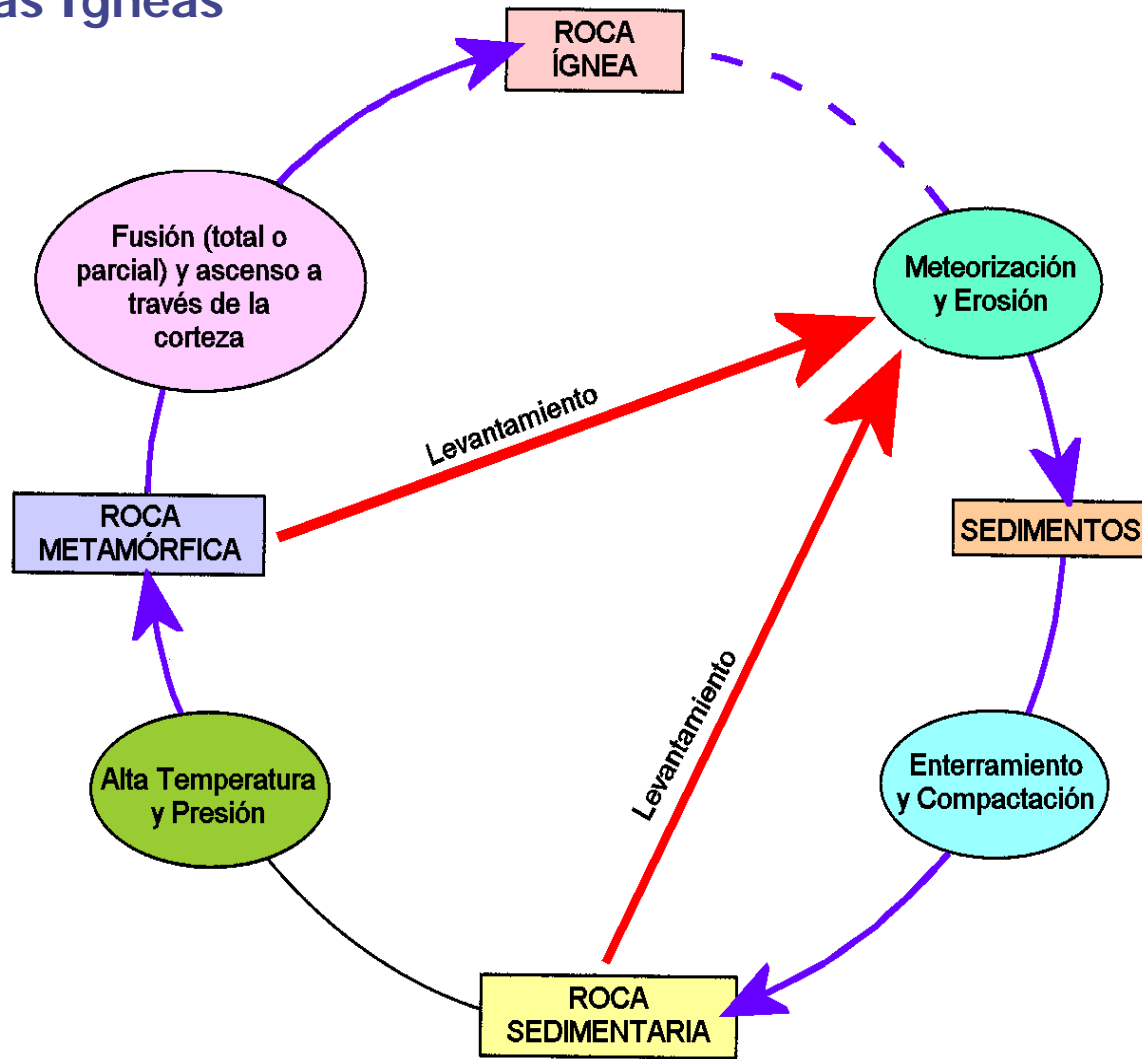 as Ígneas
ROCA
ÍGNEA
Fusión (total o
parcial) y ascenso a
través de la
corteza
Meteorización
y Erosión
Levantamiento
ROCA
METAMÓRFICA
SEDIMENTOS
Levantamiento
Alta Temperatura
y Presión
Enterramiento
y Compactación
ROCA
SEDIMENTARIA